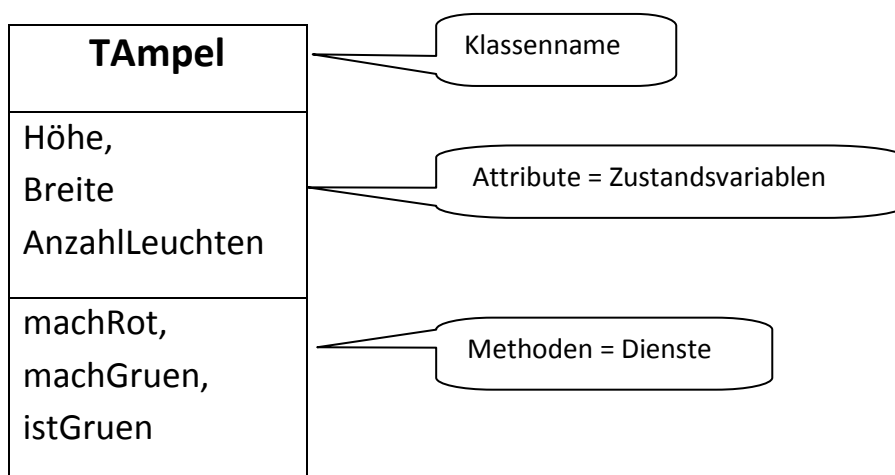 TAmpel
Klassenname
Höhe,
Breite
AnzahlLeuchten
Attribute = Zustandsvariablen
machRot,
machGruen,
istGruen
Methoden = Dienste